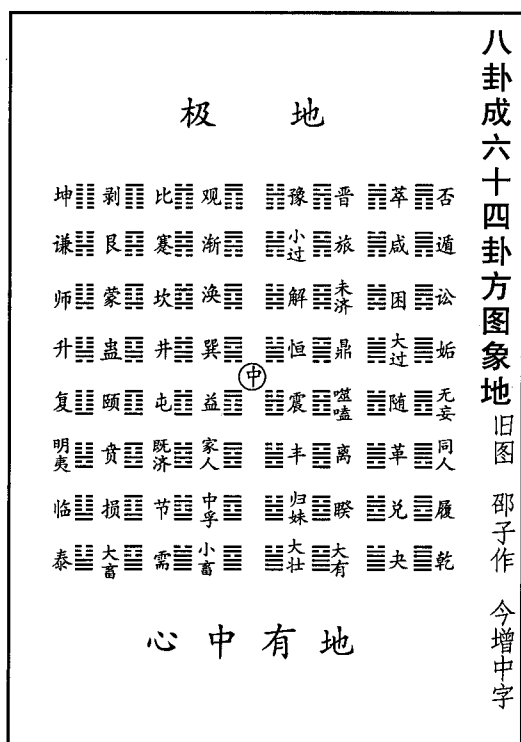 八卦成六十四卦方图象地 旧图 邵子作 今增中字
极地
坤 剥 比 观 豫 晋 萃 否
谦 艮 蹇 渐 小过 旅 咸 遁
师 蒙 坎 涣 解 未济 困 讼
升 蛊 井 巽 恒 鼎 大过 姤
中
复 颐 屯 益 震 噬嗑 随 无妄
明夷 贲 既济 家人 丰 离 革 同人
临 损 节 中孚 归妹 睽 兑 履
泰 大畜 需 小畜 大壮 大有 夬 乾
心中有地